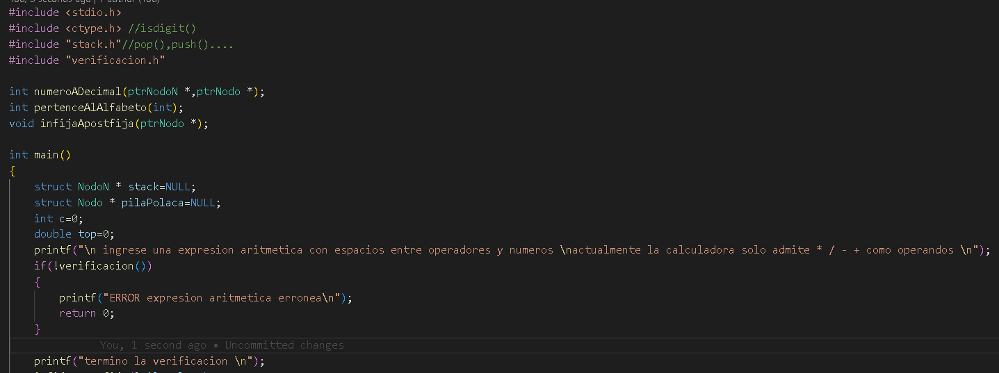 You, 5 seconds ago | 1 author (You)
#include <stdio.h>
#include <ctype.h> //isdigit()
#include "stack.h"//pop(),push()....
#include "verificacion.h"
int numeroADecimal(ptrNodoN *,ptrNodo *);
int pertenceAlAlfabeto(int);
void infijaApostfija(ptrNodo *);
int main()
{
struct NodoN * stack=NULL;
struct Nodo * pilaPolaca=NULL;
int c=0;
double top=0;
printf("\n ingrese una expresion aritmetica con espacios entre operadores y numeros \nactualmente la calculadora solo admite * / - + como operandos \n");
if(!verificacion())
{
printf("ERROR expresion aritmetica erronea\n");
return 0;
}
You, 1 second ago • Uncommitted changes
printf("termino la verificacion \n");